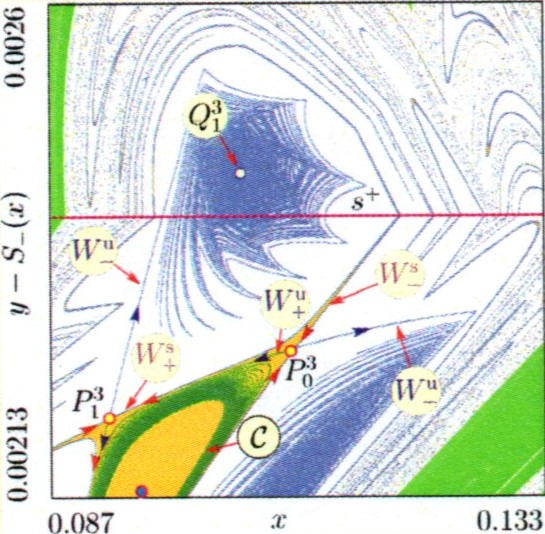 0.0026
Q₁³
s⁺
y − S₋(x)
W₋ᵘ
W₋ˢ
W₊ᵘ
W₊ˢ
P₀³
P₁³
W₋ᵘ
C
0.00213
0.087
x
0.133